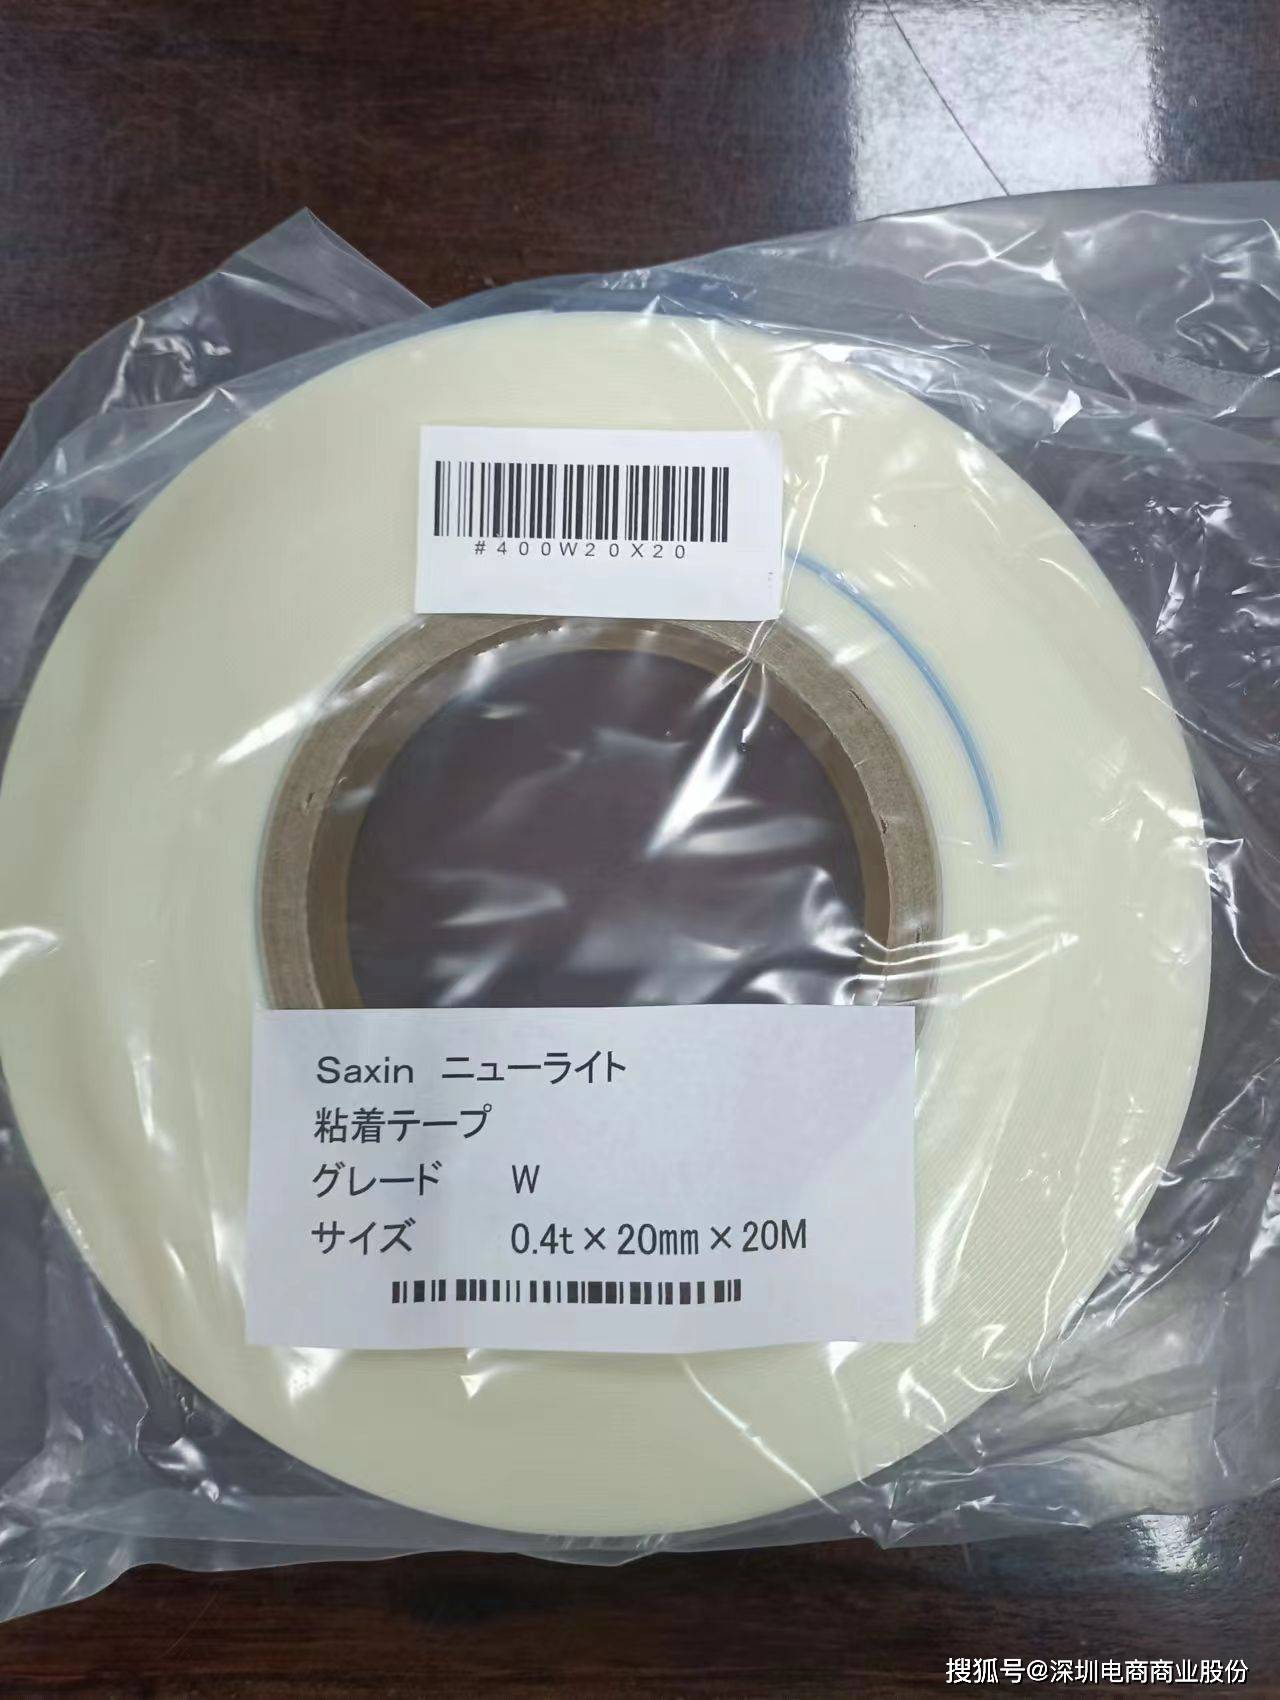 #400W20X20
Saxin ニューライト
粘着テープ
グレード W
サイズ 0.4t×20mm×20M
搜狐号@深圳电商商业股份